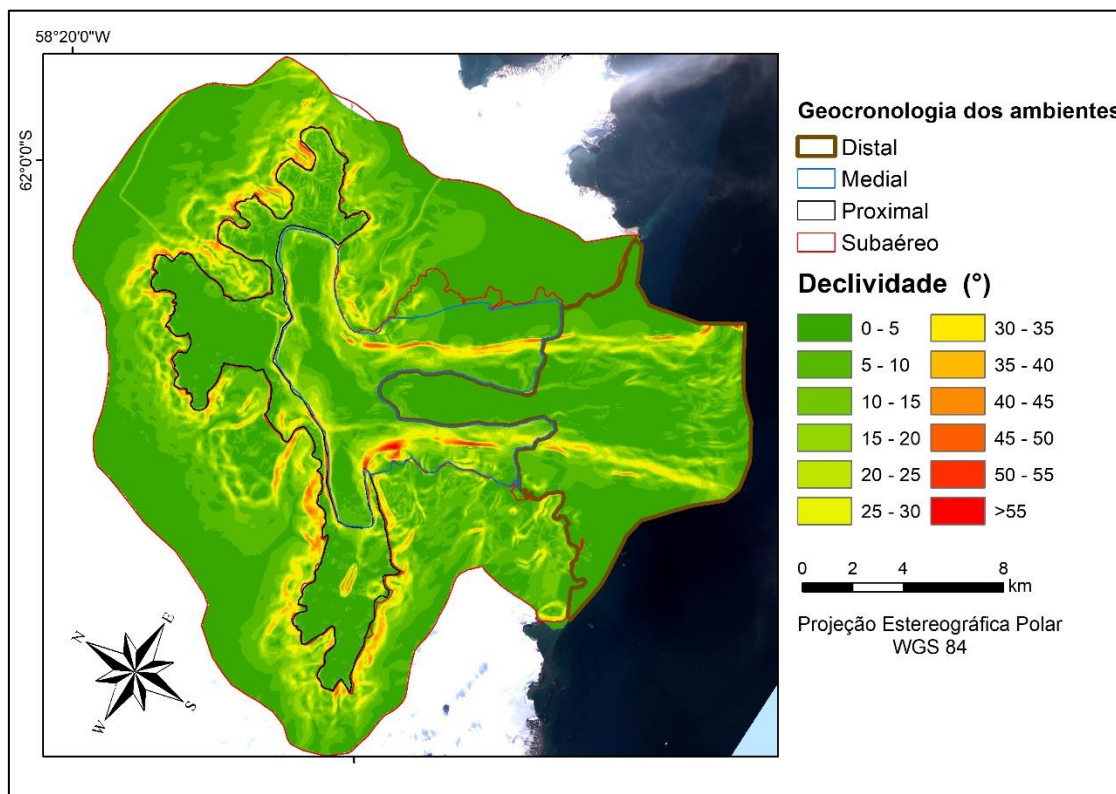 58°20'0"W
62°0'0"S
Geocronologia dos ambientes
Distal
Medial
Proximal
Subaéreo
Declividade (°)
0 - 5
5 - 10
10 - 15
15 - 20
20 - 25
25 - 30
30 - 35
35 - 40
40 - 45
45 - 50
50 - 55
>55
0 2 4 8
km
Projeção Estereográfica Polar
WGS 84
N
E
W
S